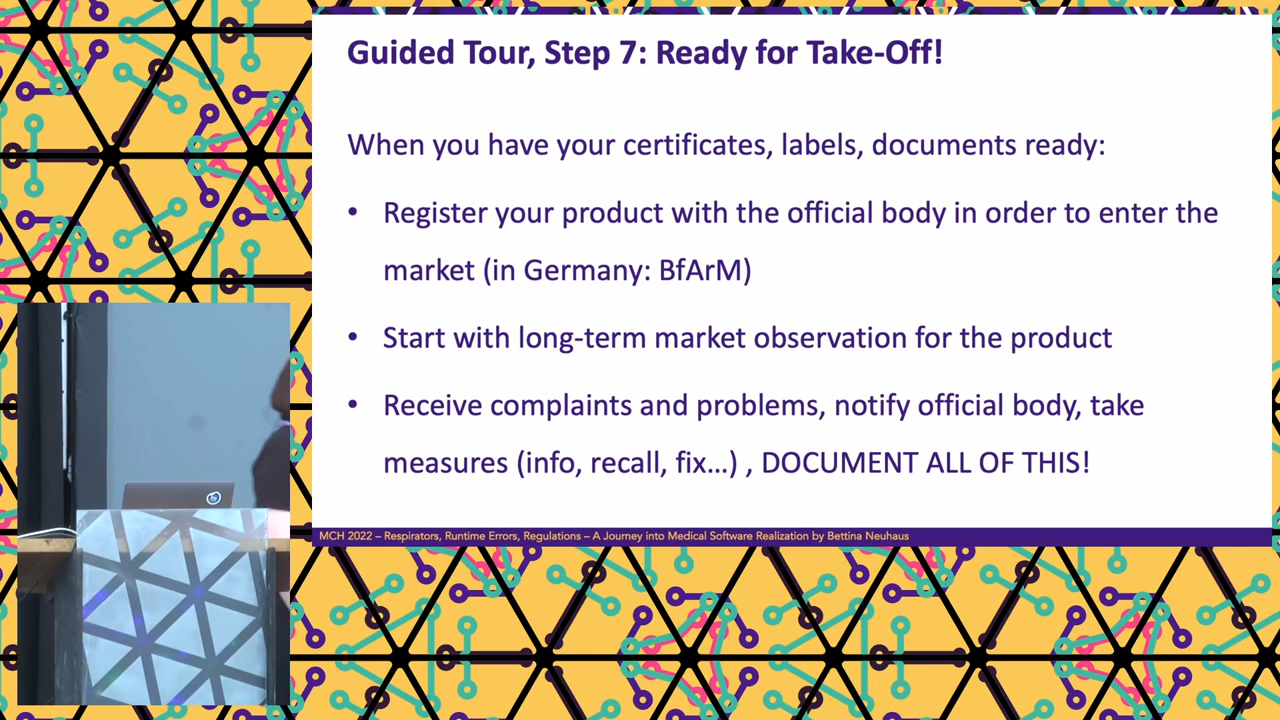 Guided Tour, Step 7: Ready for Take-Off!
When you have your certificates, labels, documents ready:
• Register your product with the official body in order to enter the
market (in Germany: BfArM)
• Start with long-term market observation for the product
• Receive complaints and problems, notify official body, take
measures (info, recall, fix...) , DOCUMENT ALL OF THIS!
MCH 2022 – Respirators, Runtime Errors, Regulations – A Journey into Medical Software Realization by Bettina Neuhaus